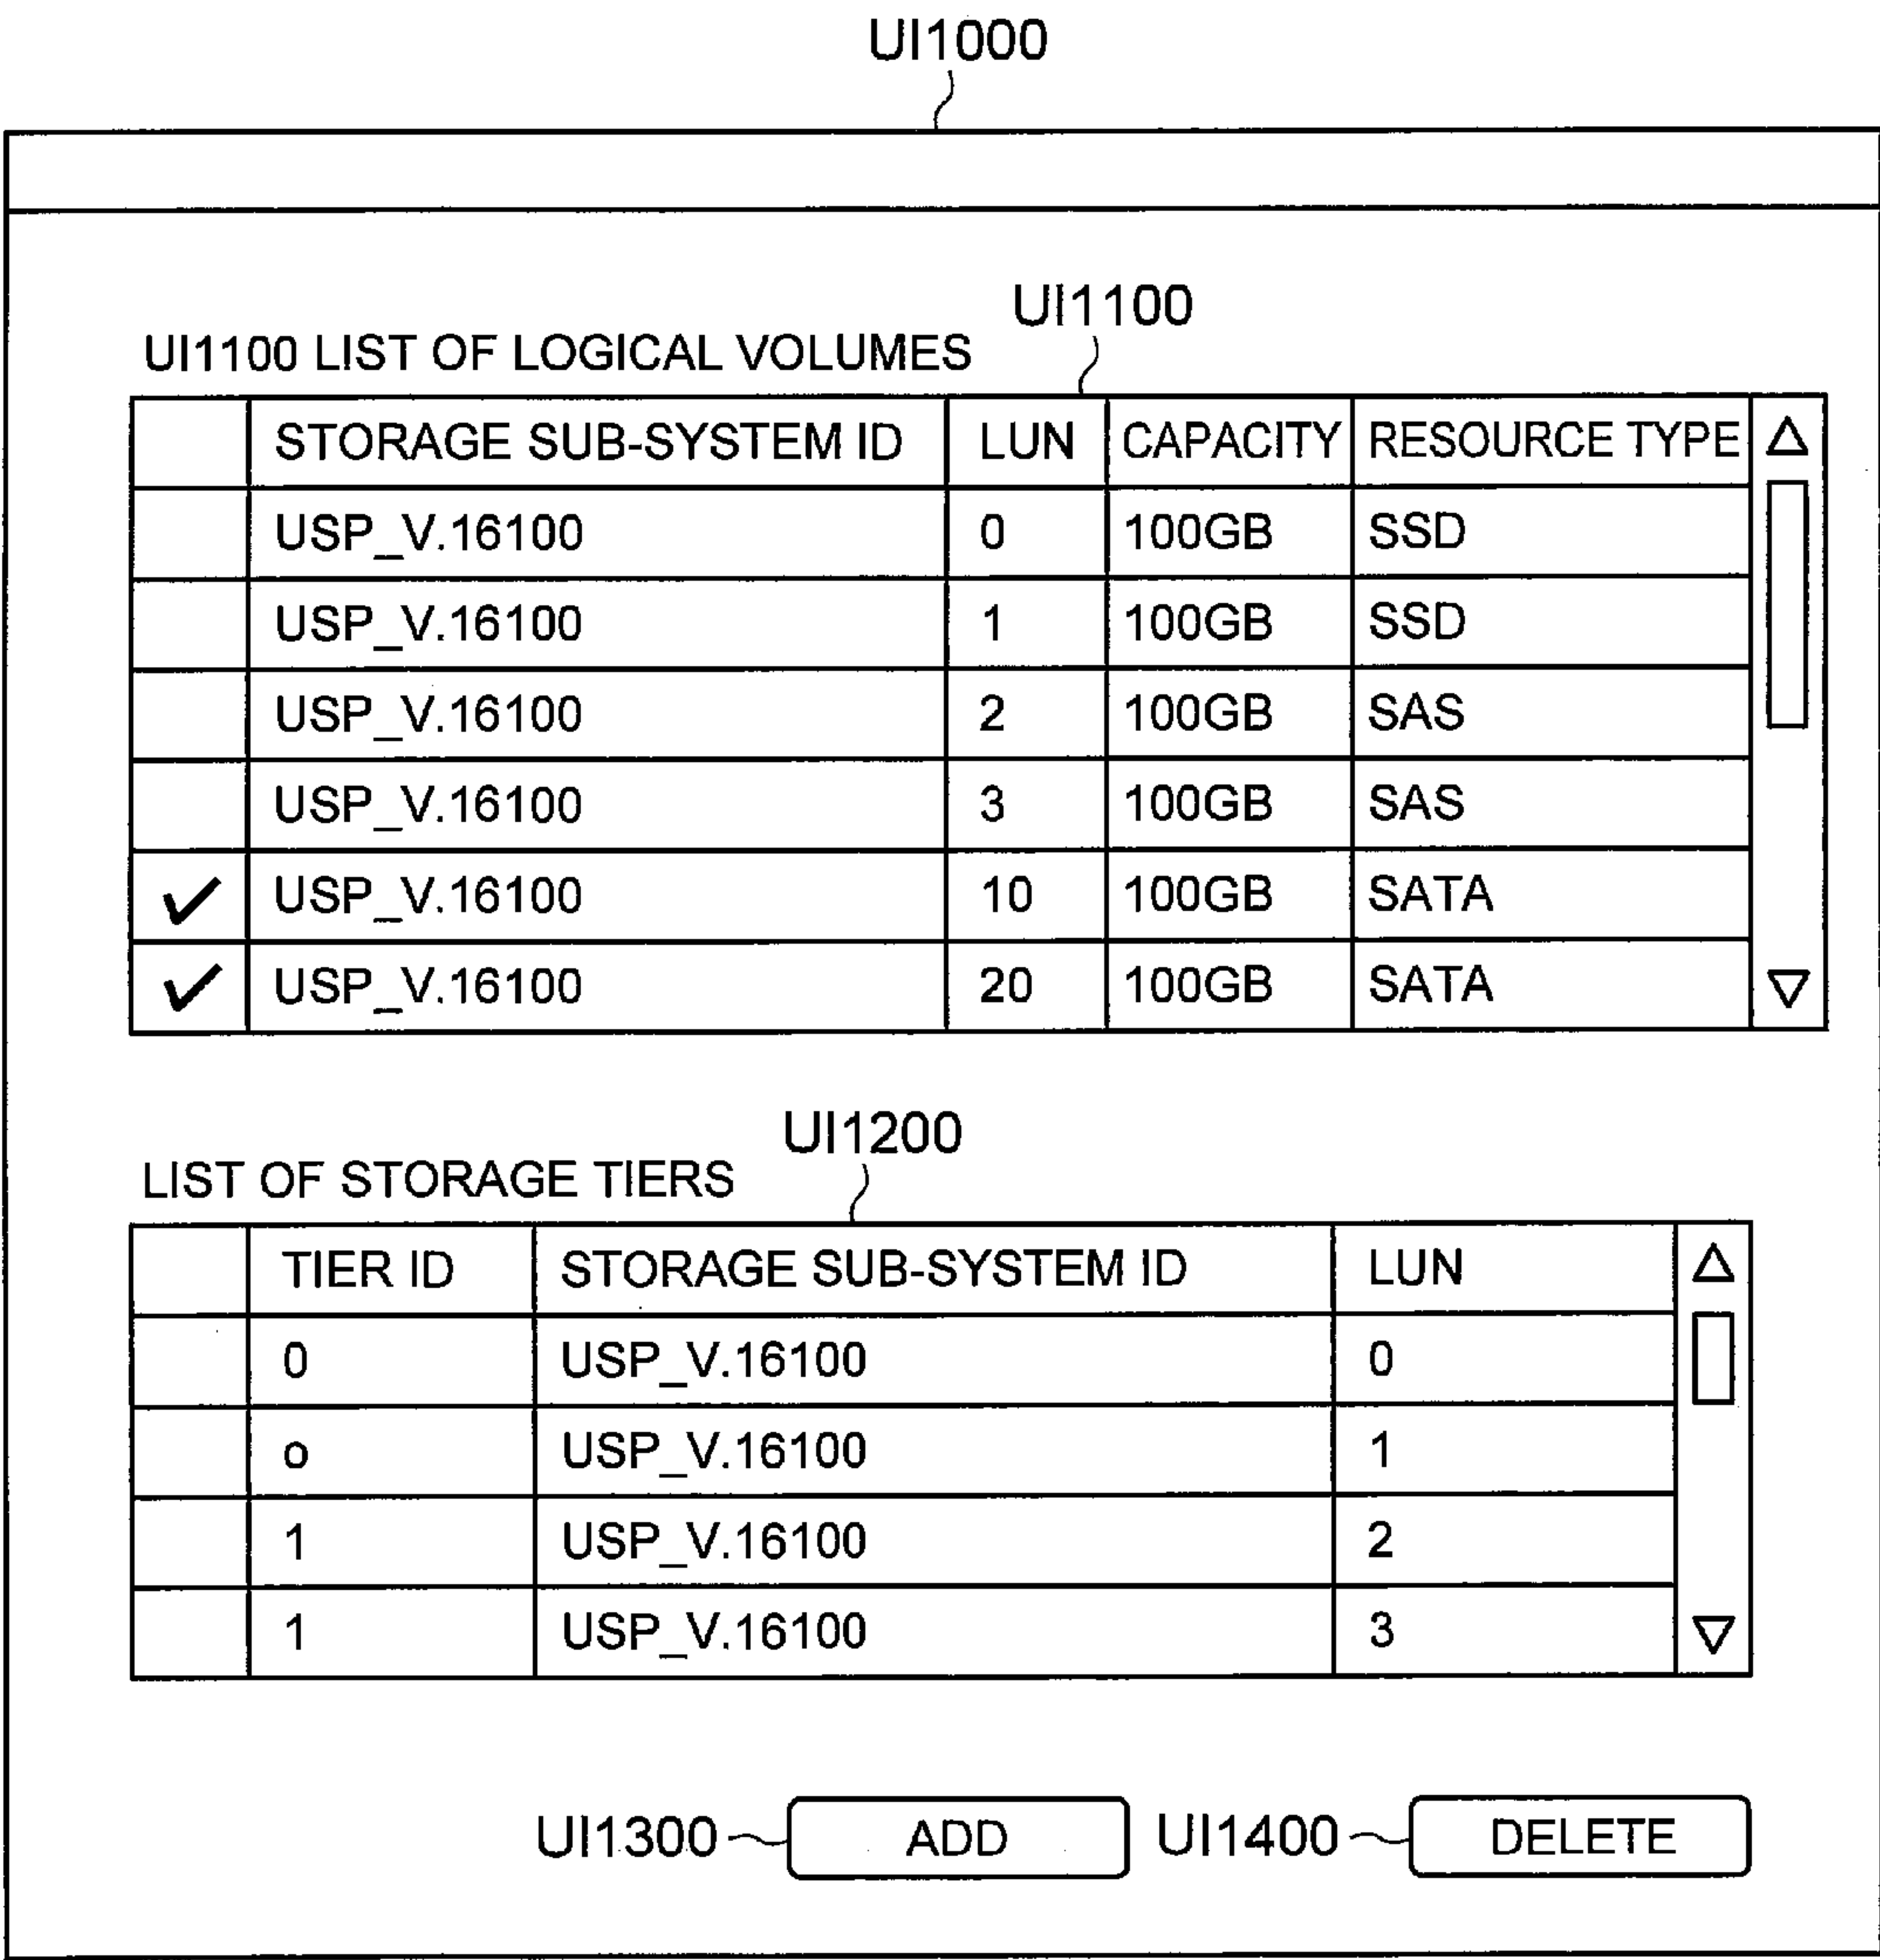 UI1000
UI1100
UI1100 LIST OF LOGICAL VOLUMES
STORAGE SUB-SYSTEM ID LUN CAPACITY RESOURCE TYPE
USP_V.16100 0 100GB SSD
USP_V.16100 1 100GB SSD
USP_V.16100 2 100GB SAS
USP_V.16100 3 100GB SAS
✓ USP_V.16100 10 100GB SATA
✓ USP_V.16100 20 100GB SATA
UI1200
LIST OF STORAGE TIERS
TIER ID STORAGE SUB-SYSTEM ID LUN
0 USP_V.16100 0
o USP_V.16100 1
1 USP_V.16100 2
1 USP_V.16100 3
UI1300 ADD UI1400 DELETE